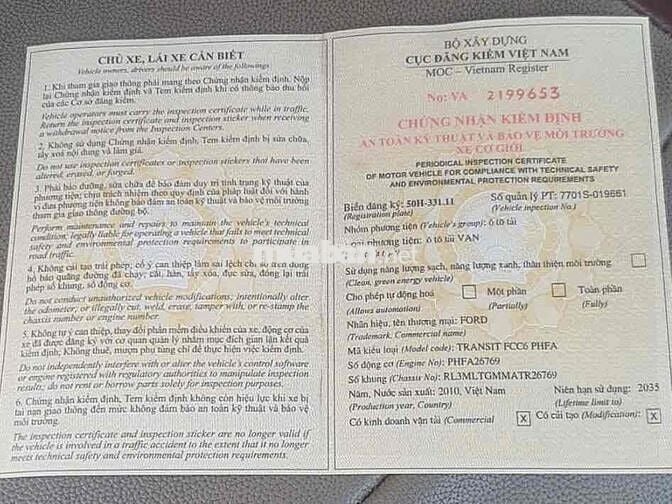 CHỦ XE, LÁI XE CẦN BIẾT
Vehicle owners, drivers should be aware of the followings
1. Khi tham gia giao thông phải mang theo Chứng nhận kiểm định. Nộp
lại Chứng nhận kiểm định và Tem kiểm định khi có thông báo thu hồi
của các Cơ sở đăng kiểm.
Vehicle operators must carry the inspection certificate while in traffic.
Return the inspection certificate and inspection sticker when receiving
a withdrawal notice from the Inspection Centers.
2. Không sử dụng Chứng nhận kiểm định, Tem kiểm định bị sửa chữa,
tẩy xoá nội dung và làm giả.
Do not use inspection certificates or inspection stickers that have been
altered, erased, or forged.
3. Phải bảo dưỡng, sửa chữa để bảo đảm duy trì tình trạng kỹ thuật của
phương tiện; chịu trách nhiệm theo quy định của pháp luật đối với hành
vi đưa phương tiện không bảo đảm an toàn kỹ thuật và bảo vệ môi trường
tham gia giao thông đường bộ.
Perform maintenance and repairs to maintain the vehicle's technical
condition; legally liable for operating a vehicle that fails to meet technical
safety and environmental protection requirements to participate in
road traffic.
4. Không cải tạo trái phép; cố ý can thiệp làm sai lệch chỉ số trên đồng
hồ báo quãng đường đã chạy; cắt, hàn, tẩy xóa, đục sửa, đóng lại trái
phép số khung, số động cơ.
Do not conduct unauthorized vehicle modifications; intentionally alter
the odometer, or illegally cut, weld, erase, tamper with, or re-stamp the
chassis number or engine number.
5. Không tự ý can thiệp, thay đổi phần mềm điều khiển của xe, động cơ của
xe đã được đăng ký với cơ quan quản lý nhằm mục đích gian lận kết quả
kiểm định; Không thuê, mượn phụ tùng chỉ để thực hiện việc kiểm định.
Do not independently interfere with or alter the vehicle control software
or engine registered with regulatory authorities to manipulate inspection
results; do not rent or borrow parts solely for inspection purposes.
6. Chứng nhận kiểm định, Tem kiểm định không còn hiệu lực khi xe bị
tai nạn giao thông đến mức không đảm bảo an toàn kỹ thuật và bảo vệ
môi trường.
The inspection certificate and inspection sticker are no longer valid if
the vehicle is involved in a traffic accident to the extent that it no longer
meets technical safety and environmental protection requirements.
BỘ XÂY DỰNG
CỤC ĐĂNG KIỂM VIỆT NAM
MOC – Vietnam Register
No: VA 2199653
CHỨNG NHẬN KIỂM ĐỊNH
AN TOÀN KỸ THUẬT VÀ BẢO VỆ MÔI TRƯỜNG
XE CƠ GIỚI
PERIODICAL INSPECTION CERTIFICATE
OF MOTOR VEHICLE FOR COMPLIANCE WITH TECHNICAL SAFETY
AND ENVIRONMENTAL PROTECTION REQUIREMENTS
Biển đăng ký: 50H-331.11 Số quản lý PT: 7701S-019661
(Registration plate) (Vehicle inpection No.)
Nhóm phương tiện (Vehicle's group): ô tô tải
phương tiện: ô tô tải VAN
Sử dụng năng lượng sạch, năng lượng xanh, thân thiện môi trường
(Clean, green energy vehicle)
Cho phép tự động hoá Một phần Toàn phần
(Allows automation) (Partially) (Fully)
Nhãn hiệu, tên thương mại: FORD
(Trademark, Commercial name)
Mã kiểu loại (Model code): TRANSIT FCC6 PHFA
Số động cơ (Engine No): PHFA26769
Số khung (Chassis No): RL3MLTGMMATR26769
Năm, Nước sản xuất: 2010, Việt Nam Niên hạn sử dụng: 2035
(Production year, Country) (Lifetime limit to)
Có kinh doanh vận tải (Commercial X Có cải tạo (Modification): X